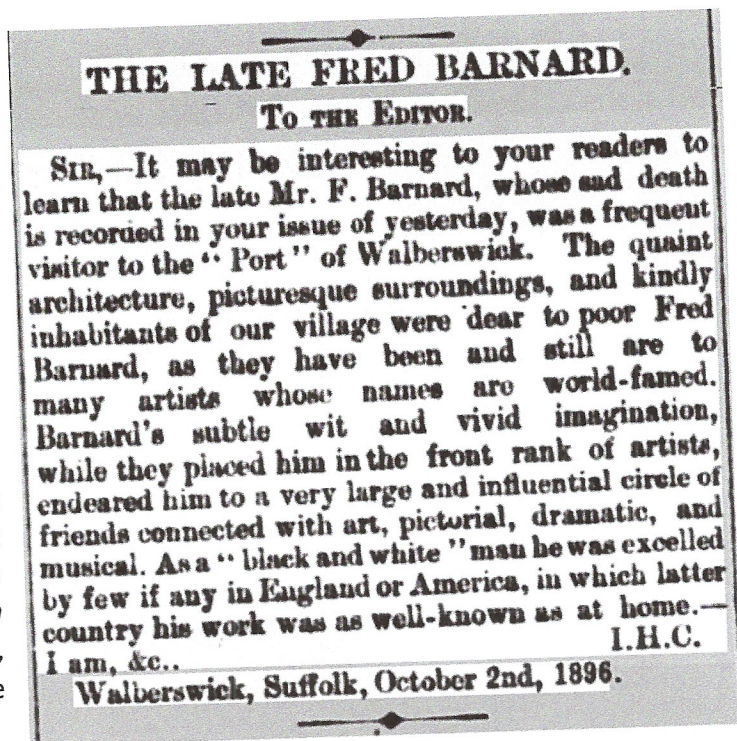 THE LATE FRED BARNARD.
TO THE EDITOR.
SIR,—It may be interesting to your readers to
learn that the late Mr. F. Barnard, whose sad death
is recorded in your issue of yesterday, was a frequent
visitor to the “ Port ” of Walberswick. The quaint
architecture, picturesque surroundings, and kindly
inhabitants of our village were dear to poor Fred
Barnard, as they have been and still are to
many artists whose names are world-famed.
Barnard's subtle wit and vivid imagination,
while they placed him in the front rank of artists,
endeared him to a very large and influential circle of
friends connected with art, pictorial, dramatic, and
musical. As a “ black and white ” man he was excelled
by few if any in England or America, in which latter
country his work was as well-known as at home.—
I am, &c.. I.H.C.
Walberswick, Suffolk, October 2nd, 1896.